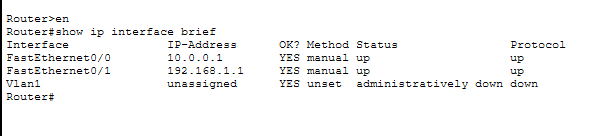 Router>en
Router#show ip interface brief
Interface              IP-Address      OK? Method Status                Protocol
FastEthernet0/0        10.0.0.1        YES manual up                    up
FastEthernet0/1        192.168.1.1     YES manual up                    up
Vlan1                  unassigned      YES unset  administratively down down
Router#